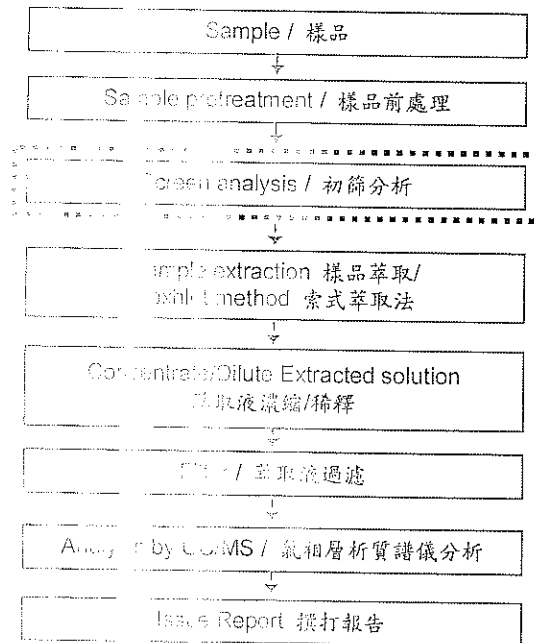 Sample / 樣品
Sample pretreatment / 樣品前處理
Screen analysis / 初篩分析
Sample extraction 樣品萃取/
Soxhlet method 索式萃取法
Concentrate/Dilute Extracted solution
萃取液濃縮/稀釋
/ 萃取液過濾
by GC/MS / 氣相層析質譜儀分析
Issue Report 撰打報告